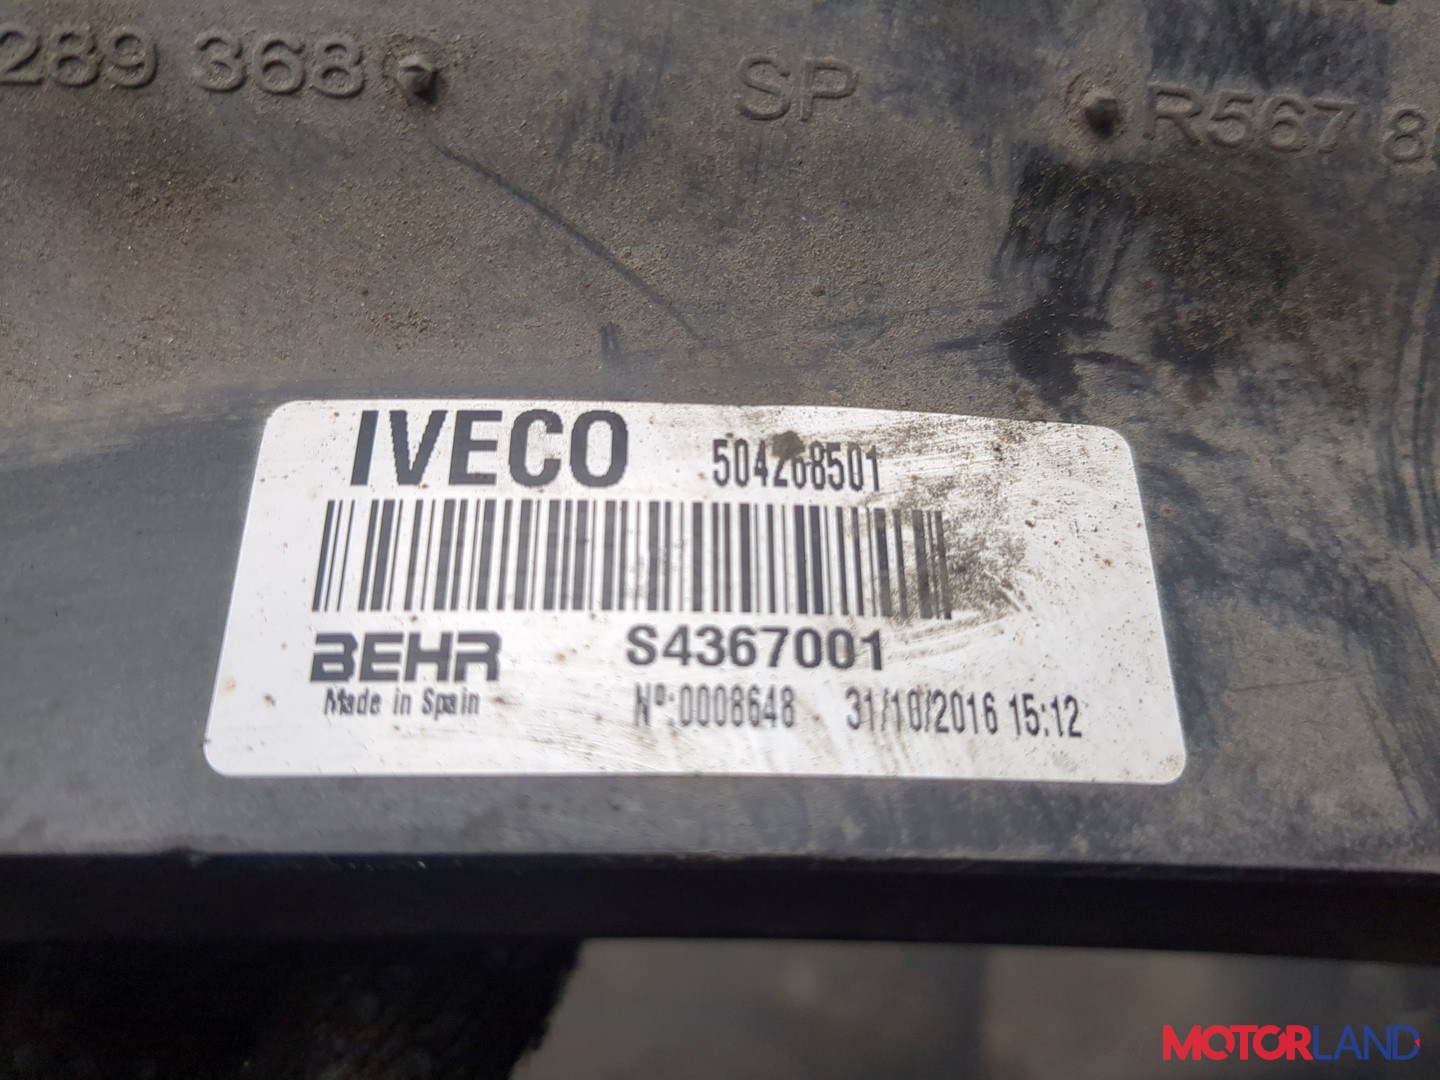 289 368
SP
R567 8
IVECO 504268501
BEHR S4367001
Made in Spain Nº:0008648 31/10/2016 15:12
MOTORLAND